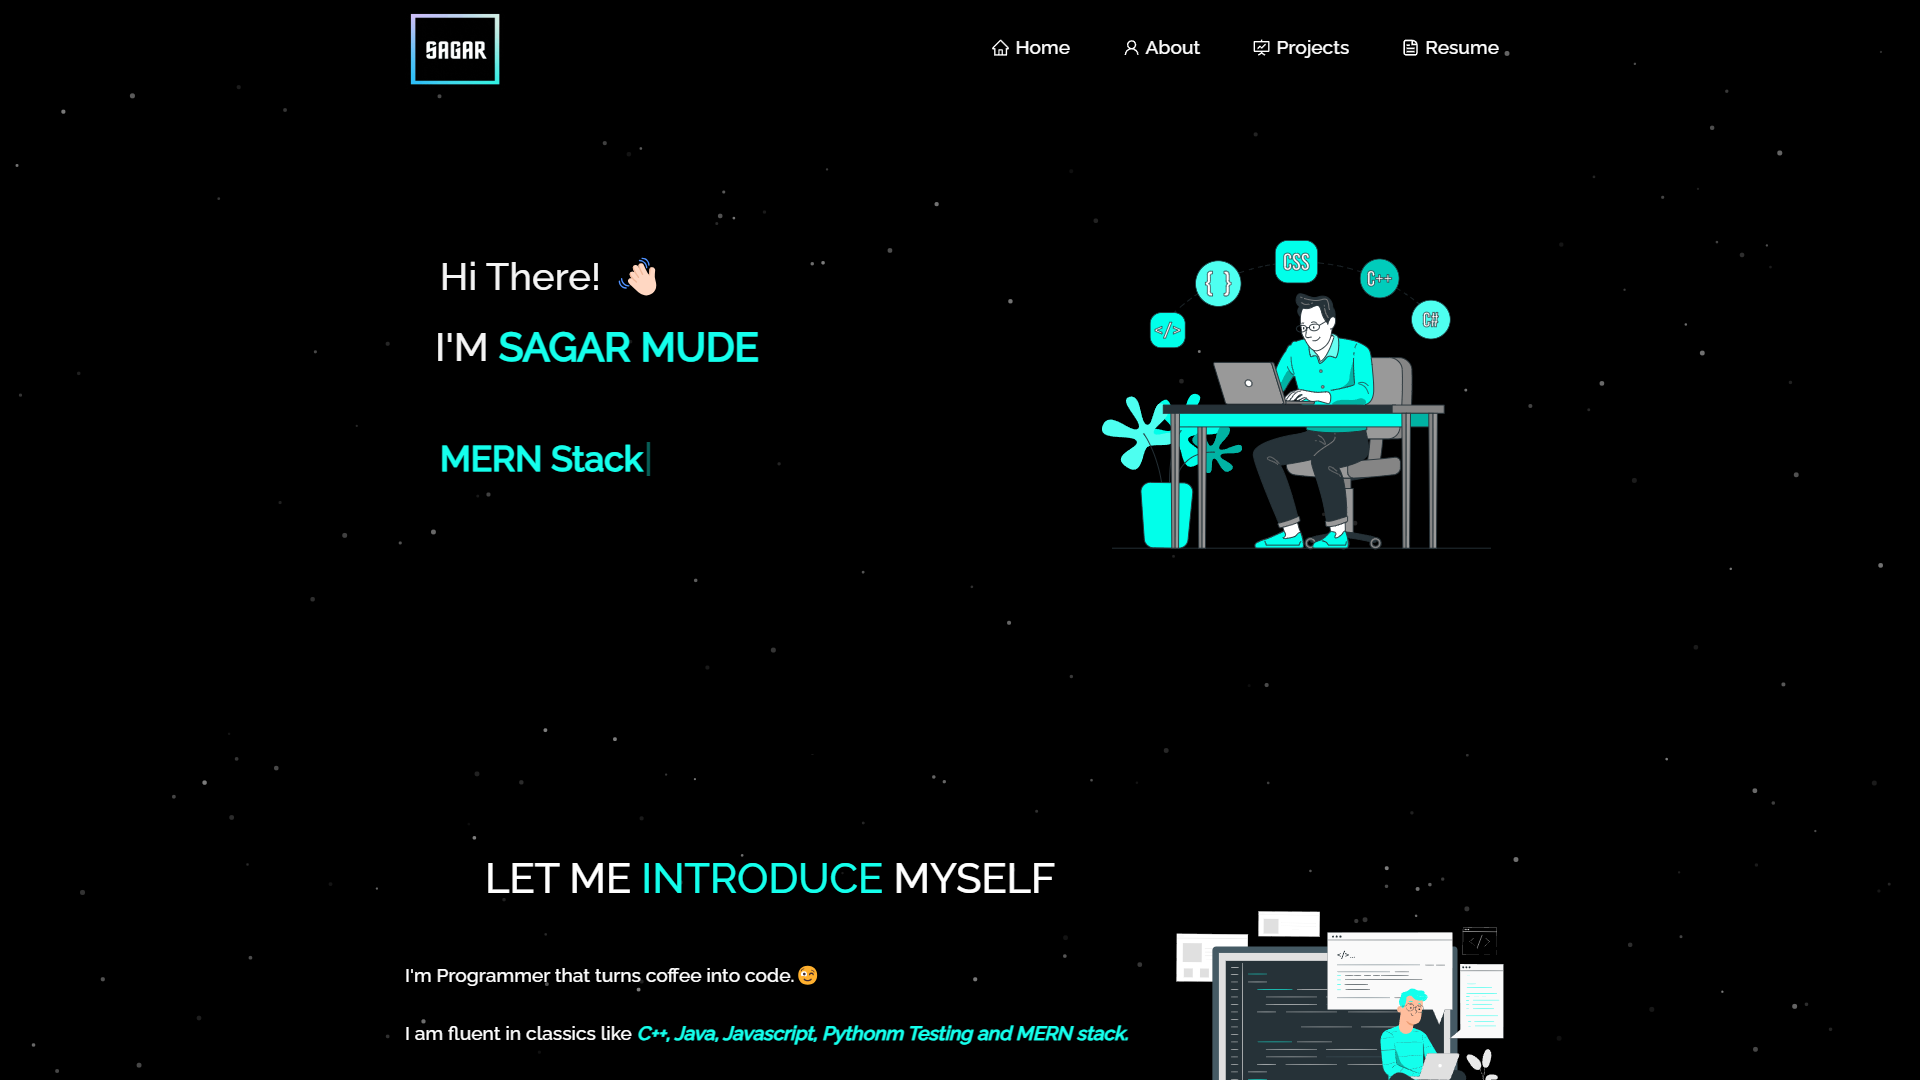 SAGAR
Home
About
Projects
Resume
Hi There! 👋🏻
I'M SAGAR MUDE
MERN Stack|
{ }
CSS
C++
C#
</>
LET ME INTRODUCE MYSELF
I'm Programmer that turns coffee into code.😉
I am fluent in classics like C++, Java, Javascript, Pythonm Testing and MERN stack.
</>...
</>